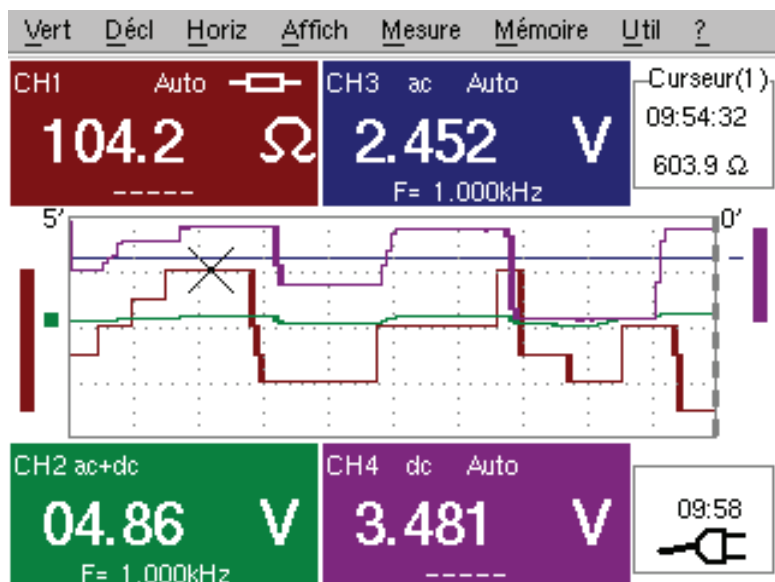 Vert Décl Horiz Affich Mesure Mémoire Util ?
CH1 Auto
104.2 Ω
-----
CH3 ac Auto
2.452 V
F= 1.000kHz
Curseur(1)
09:54:32
603.9 Ω
5' 0'
CH2 ac+dc
04.86 V
F= 1.000kHz
CH4 dc Auto
3.481 V
-----
09:58